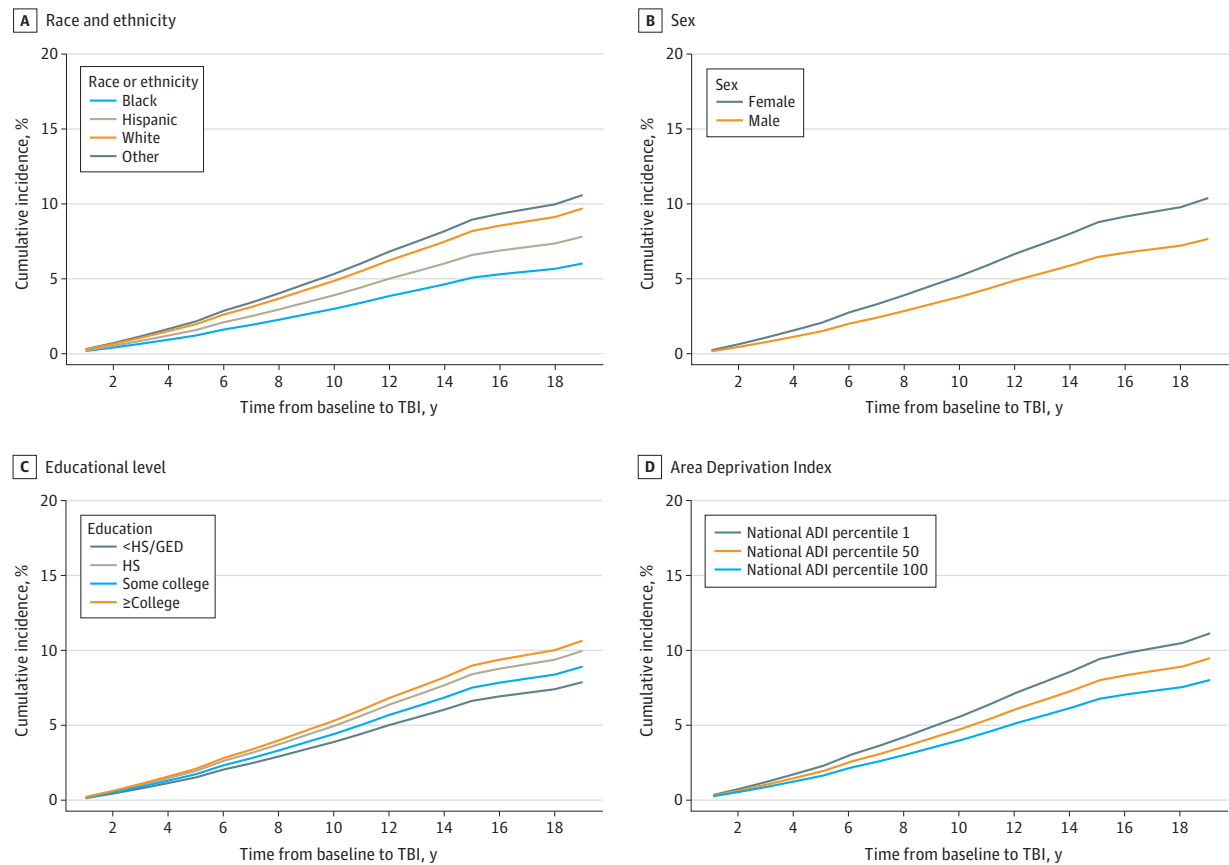 A Race and ethnicity
20
15
10
5
0
Cumulative incidence, %
Race or ethnicity
Black
Hispanic
White
Other
2 4 6 8 10 12 14 16 18
Time from baseline to TBI, y
B Sex
20
15
10
5
0
Cumulative incidence, %
Sex
Female
Male
2 4 6 8 10 12 14 16 18
Time from baseline to TBI, y
C Educational level
20
15
10
5
0
Cumulative incidence, %
Education
<HS/GED
HS
Some college
≥College
2 4 6 8 10 12 14 16 18
Time from baseline to TBI, y
D Area Deprivation Index
20
15
10
5
0
Cumulative incidence, %
National ADI percentile 1
National ADI percentile 50
National ADI percentile 100
2 4 6 8 10 12 14 16 18
Time from baseline to TBI, y